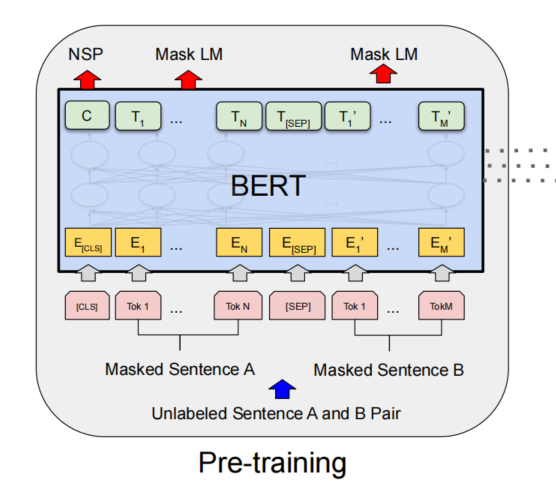 NSP Mask LM Mask LM
C T1 ... TN T[SEP] T1’ ... TM’
BERT
E[CLS] E1 ... EN E[SEP] E1’ ... EM’
[CLS] Tok 1 ... Tok N [SEP] Tok 1 ... TokM
Masked Sentence A Masked Sentence B
Unlabeled Sentence A and B Pair
Pre-training